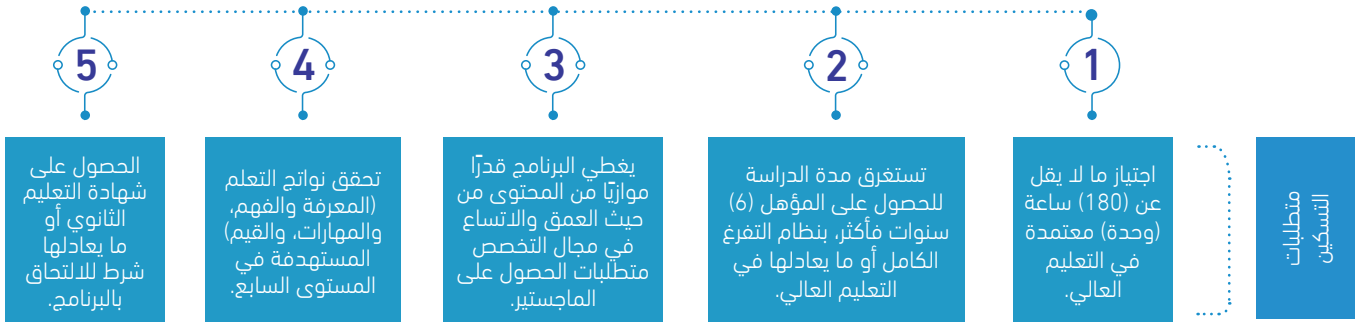 متطلبات
التسكين
1
اجتياز ما لا يقل
عن (180) ساعة
(وحدة) معتمدة
في التعليم
العالي.
2
تستغرق مدة الدراسة
للحصول على المؤهل (6)
سنوات فأكثر، بنظام التفرغ
الكامل أو ما يعادلها في
التعليم العالي.
3
يغطي البرنامج قدرًا
موازيًا من المحتوى من
حيث العمق والاتساع
في مجال التخصص
متطلبات الحصول على
الماجستير.
4
تحقق نواتج التعلم
(المعرفة والفهم،
والمهارات، والقيم)
المستهدفة في
المستوى السابع.
5
الحصول على
شهادة التعليم
الثانوي أو
ما يعادلها
شرط للالتحاق
بالبرنامج.